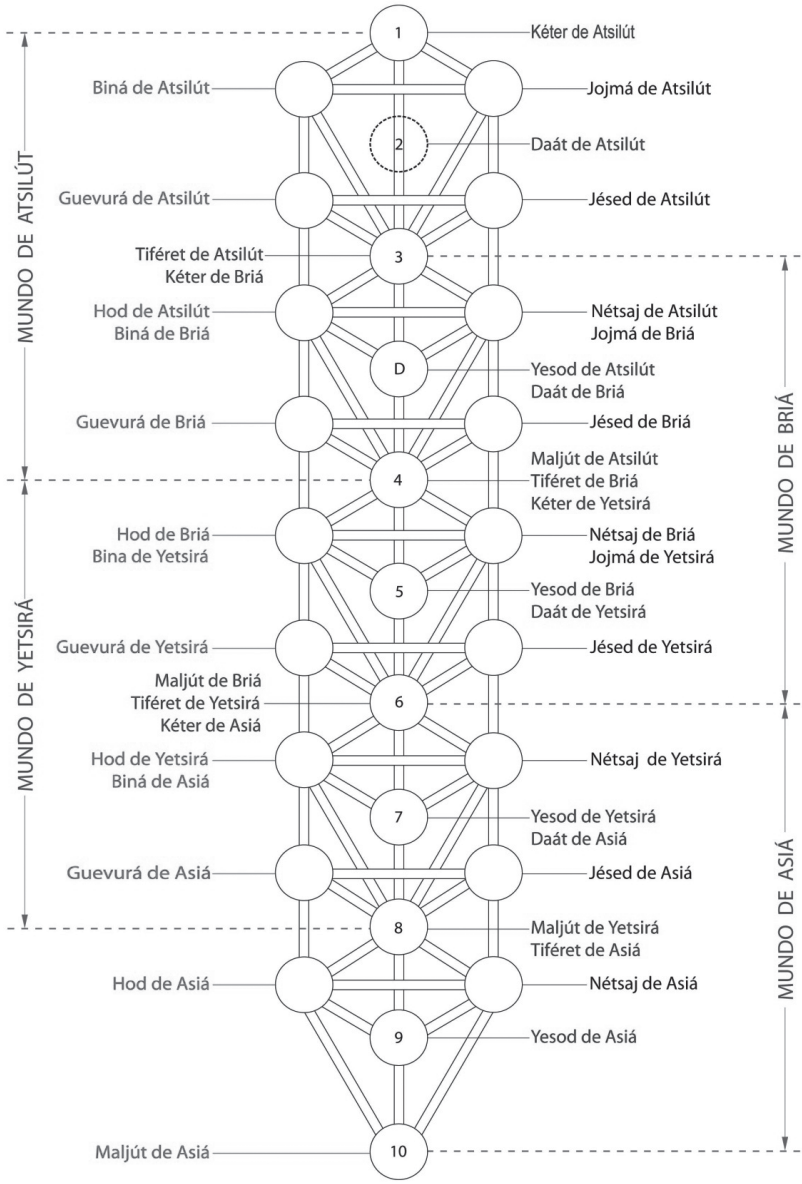 1
Kéter de Atsilút
Biná de Atsilút
Jojmá de Atsilút
2
Daát de Atsilút
MUNDO DE ATSILÚT
Guevurá de Atsilút
Jésed de Atsilút
Tiféret de Atsilút
Kéter de Briá
3
Hod de Atsilút
Biná de Briá
Nétsaj de Atsilút
Jojmá de Briá
D
Yesod de Atsilút
Daát de Briá
MUNDO DE BRIÁ
Guevurá de Briá
Jésed de Briá
4
Maljút de Atsilút
Tiféret de Briá
Kéter de Yetsirá
Hod de Briá
Bina de Yetsirá
Nétsaj de Briá
Jojmá de Yetsirá
5
Yesod de Briá
Daát de Yetsirá
MUNDO DE YETSIRÁ
Guevurá de Yetsirá
Jésed de Yetsirá
Maljút de Briá
Tiféret de Yetsirá
Kéter de Asiá
6
Hod de Yetsirá
Biná de Asiá
Nétsaj de Yetsirá
7
Yesod de Yetsirá
Daát de Asiá
MUNDO DE ASIÁ
Guevurá de Asiá
Jésed de Asiá
8
Maljút de Yetsirá
Tiféret de Asiá
Hod de Asiá
Nétsaj de Asiá
9
Yesod de Asiá
Maljút de Asiá
10